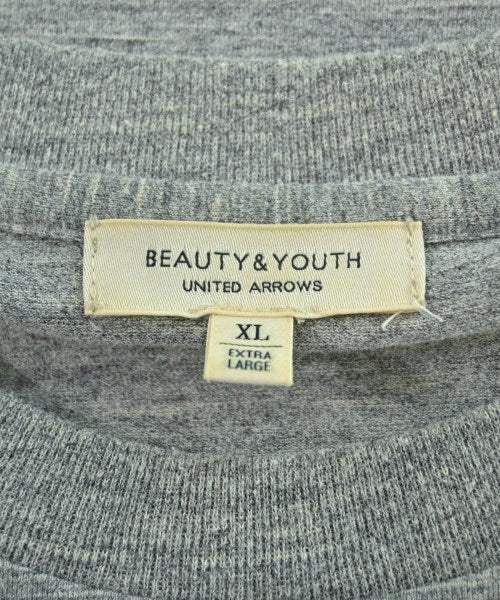 BEAUTY&YOUTH
UNITED ARROWS
XL
EXTRA
LARGE